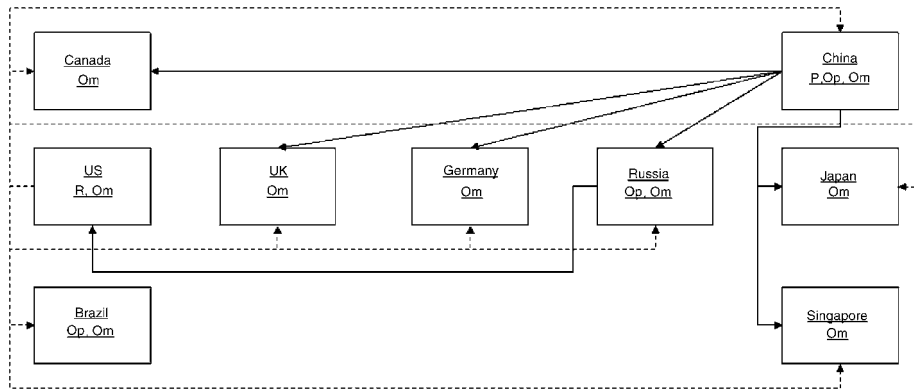 Canada
Om
China
P,Op, Om
US
R, Om
UK
Om
Germany
Om
Russia
Op, Om
Japan
Om
Brazil
Op, Om
Singapore
Om